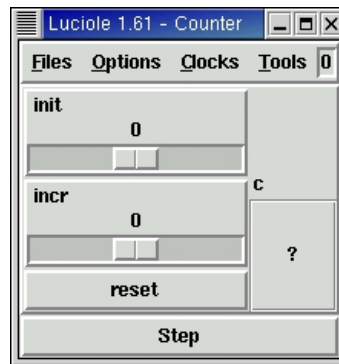 Luciole 1.61 - Counter
Files Options Clocks Tools 0
init
0
incr
0
c
?
reset
Step